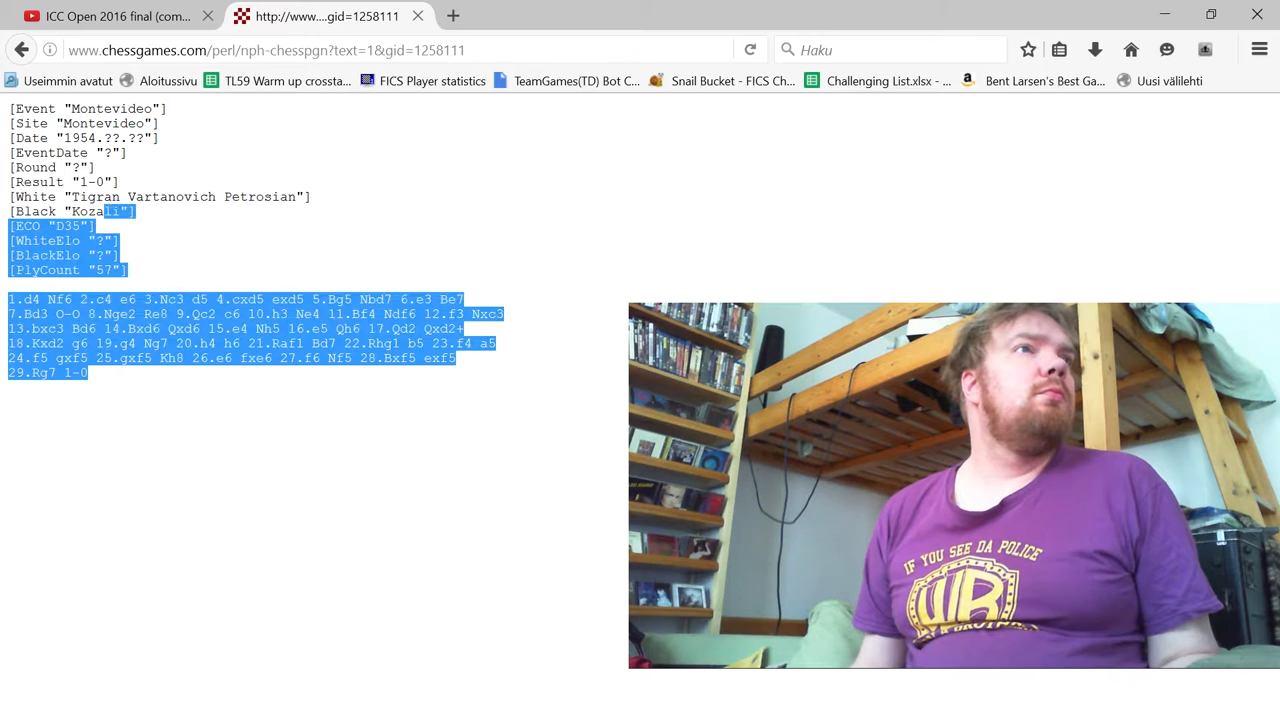 ICC Open 2016 final (com...
http://www....gid=1258111
www.chessgames.com/perl/nph-chesspgn?text=1&gid=1258111
Haku
Useimmin avatut
Aloitussivu
TL59 Warm up crossta...
FICS Player statistics
TeamGames(TD) Bot C...
Snail Bucket - FICS Ch...
Challenging List.xlsx - ...
Bent Larsen's Best Ga...
Uusi välilehti
[Event "Montevideo"]
[Site "Montevideo"]
[Date "1954.??.??"]
[EventDate "?"]
[Round "?"]
[Result "1-0"]
[White "Tigran Vartanovich Petrosian"]
[Black "Kozali"]
[ECO "D35"]
[WhiteElo "?"]
[BlackElo "?"]
[PlyCount "57"]
1.d4 Nf6 2.c4 e6 3.Nc3 d5 4.cxd5 exd5 5.Bg5 Nbd7 6.e3 Be7
7.Bd3 O-O 8.Nge2 Re8 9.Qc2 c6 10.h3 Ne4 11.Bf4 Ndf6 12.f3 Nxc3
13.bxc3 Bd6 14.Bxd6 Qxd6 15.e4 Nh5 16.e5 Qh6 17.Qd2 Qxd2+
18.Kxd2 g6 19.g4 Ng7 20.h4 h6 21.Raf1 Bd7 22.Rhg1 b5 23.f4 a5
24.f5 gxf5 25.gxf5 Kh8 26.e6 fxe6 27.f6 Nf5 28.Bxf5 exf5
29.Rg7 1-0
IF YOU SEE DA POLICE
WR